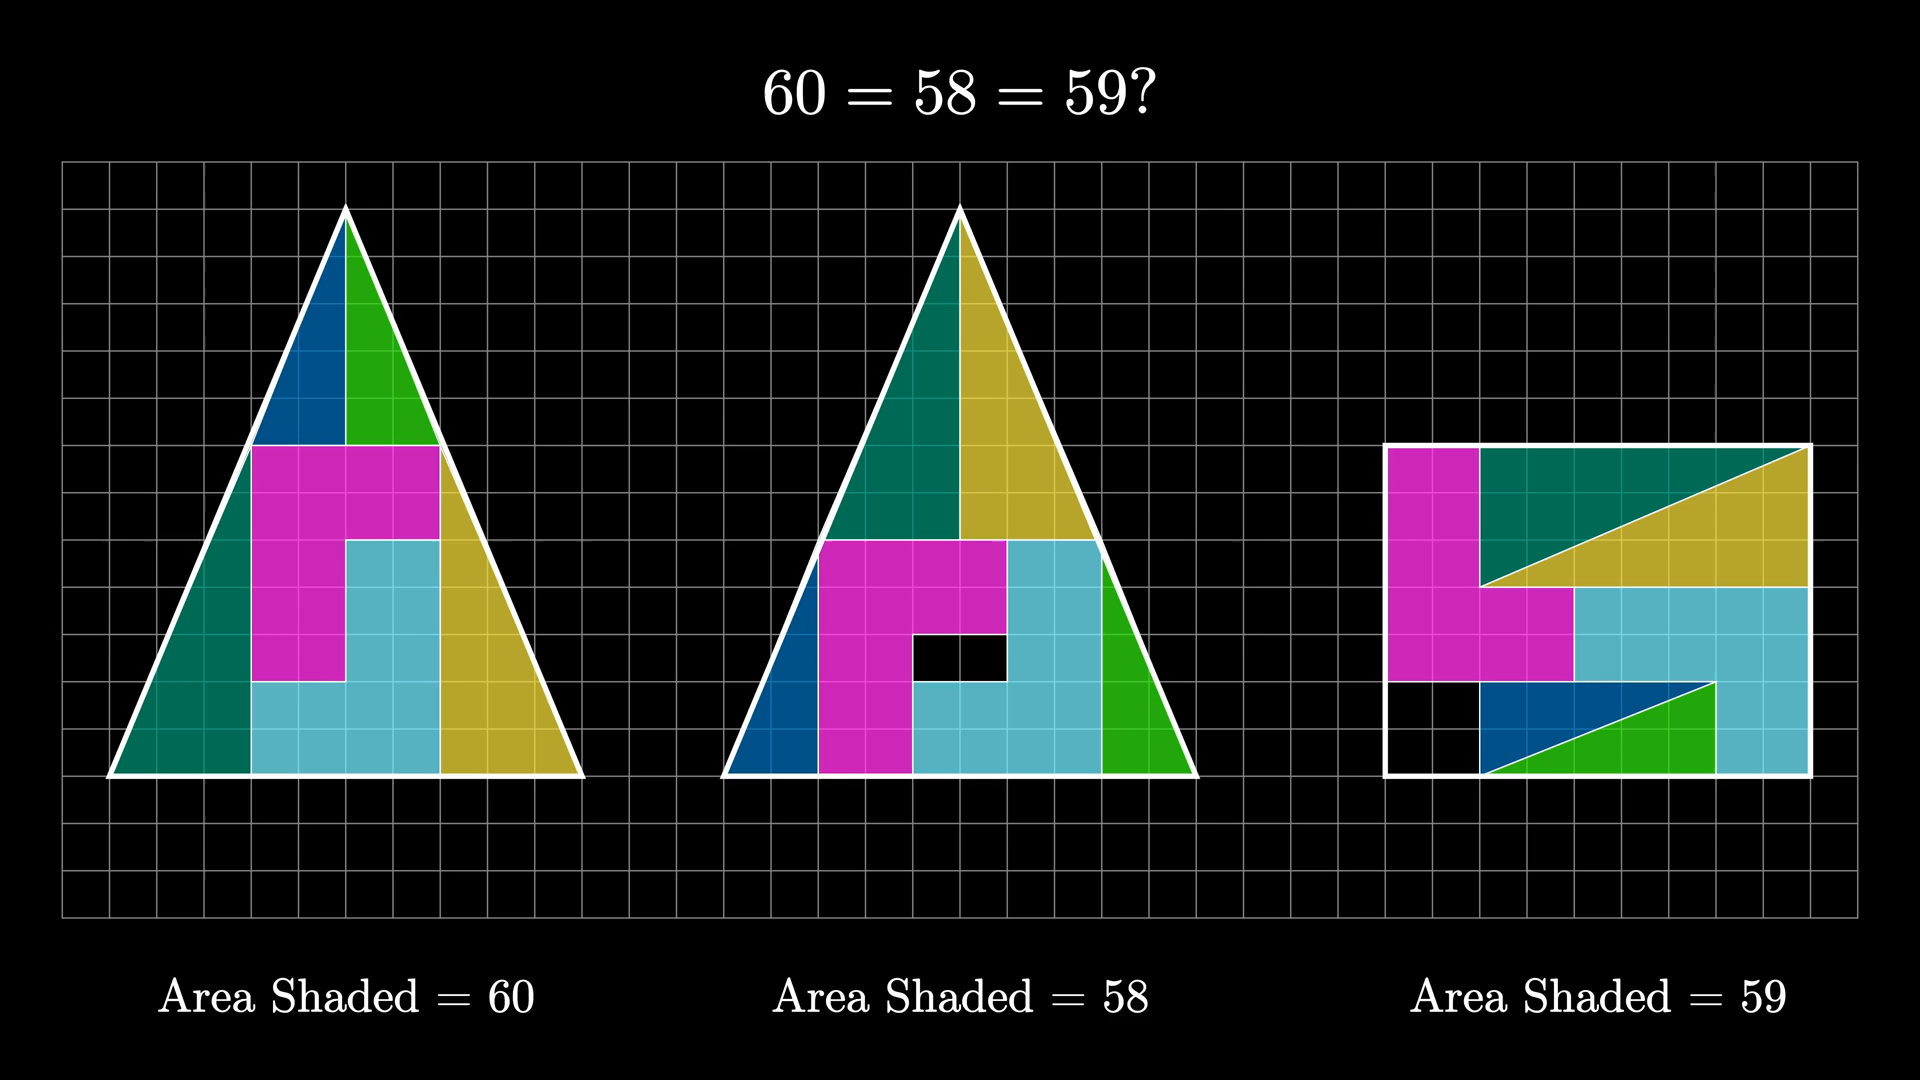 60 = 58 = 59?
Area Shaded = 60
Area Shaded = 58
Area Shaded = 59